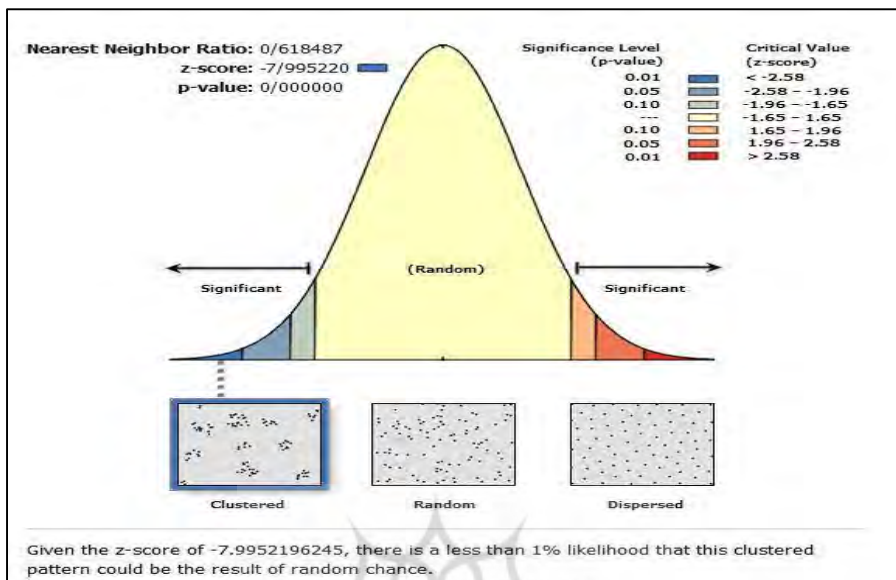 Nearest Neighbor Ratio: 0/618487
z-score: -7/995220
p-value: 0/000000
Significance Level
(p-value)
Critical Value
(z-score)
0.01 < -2.58
0.05 -2.58 – -1.96
0.10 -1.96 – -1.65
--- -1.65 – 1.65
0.10 1.65 – 1.96
0.05 1.96 – 2.58
0.01 > 2.58
(Random)
Significant
Significant
Clustered
Random
Dispersed
Given the z-score of -7.9952196245, there is a less than 1% likelihood that this clustered
pattern could be the result of random chance.